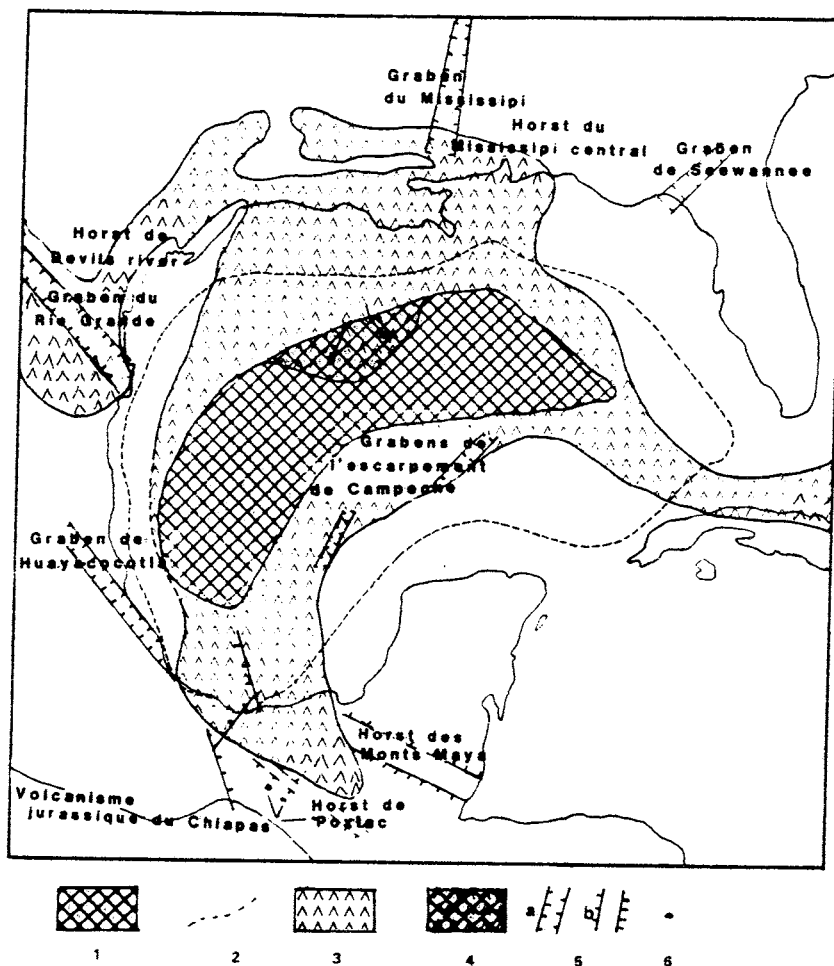 Graben
du Mississipi
Horst du
Mississipi central
Graben
de Seewannee
Horst de
Devils river
Graben du
Rio Grande
Grabens de
l'escarpement
de Campeche
Graben de
Huayacocotla
Horst des
Monts Maya
Volcanisme
jurassique du Chiapas
Horst de
Poxlac
a b
1 2 3 4 5 6